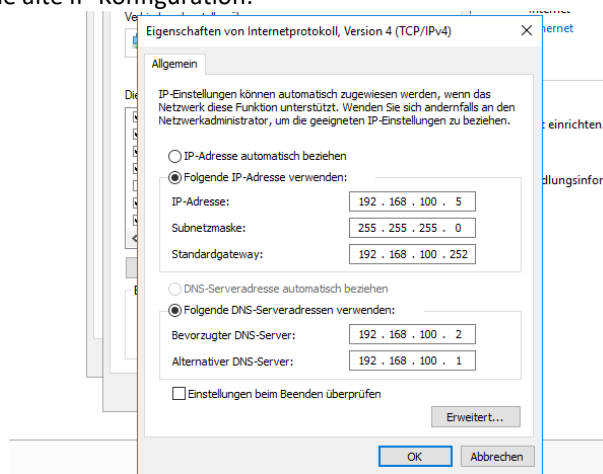 alte IP-Konfiguration?
Eigenschaften von Internetprotokoll, Version 4 (TCP/IPv4)
Allgemein
IP-Einstellungen können automatisch zugewiesen werden, wenn das
Netzwerk diese Funktion unterstützt. Wenden Sie sich andernfalls an den
Netzwerkadministrator, um die geeigneten IP-Einstellungen zu beziehen.
IP-Adresse automatisch beziehen
Folgende IP-Adresse verwenden:
IP-Adresse: 192 . 168 . 100 . 5
Subnetzmaske: 255 . 255 . 255 . 0
Standardgateway: 192 . 168 . 100 . 252
DNS-Serveradresse automatisch beziehen
Folgende DNS-Serveradressen verwenden:
Bevorzugter DNS-Server: 192 . 168 . 100 . 2
Alternativer DNS-Server: 192 . 168 . 100 . 1
Einstellungen beim Beenden überprüfen
Erweitert...
OK Abbrechen
einrichten.